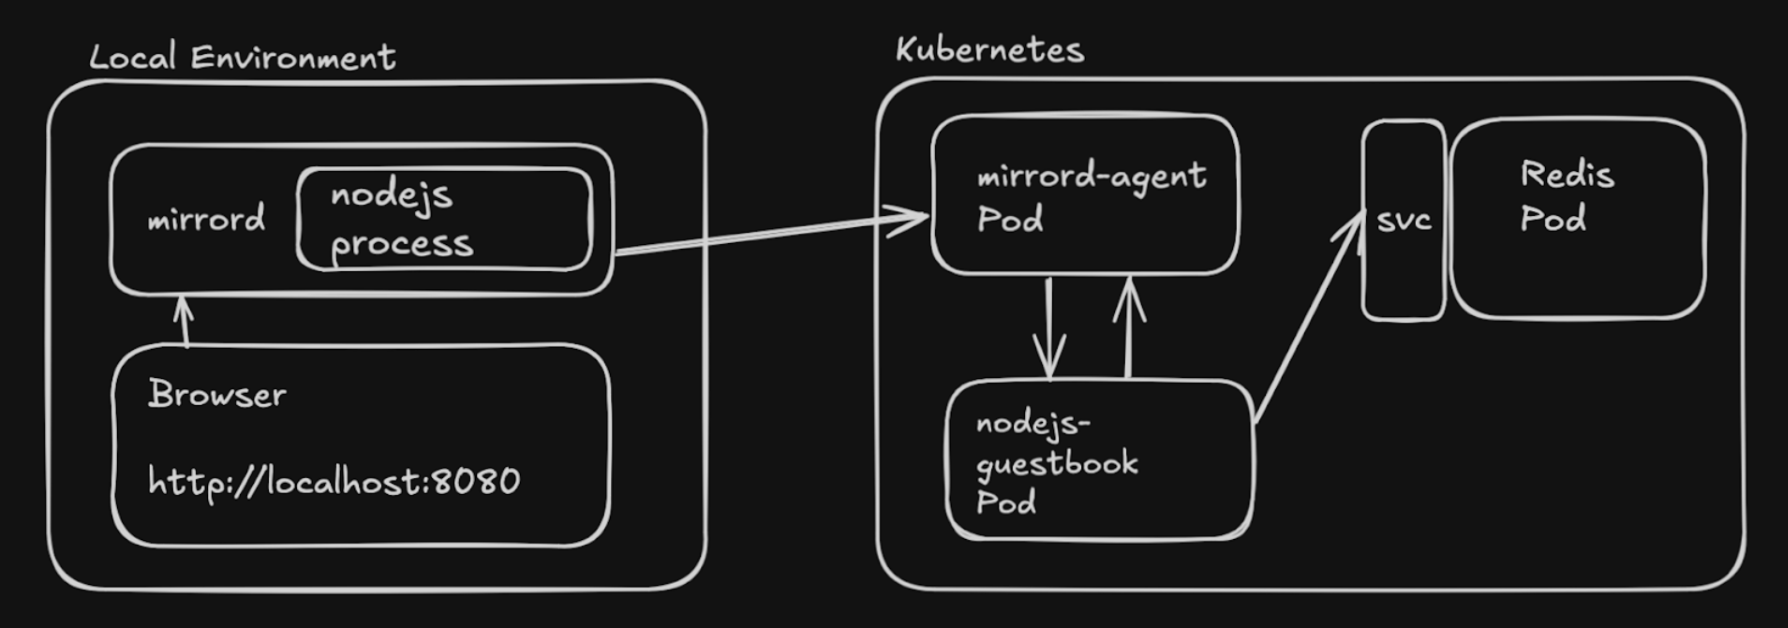 Local Environment
mirrord
nodejs
process
Browser
http://localhost:8080
Kubernetes
mirrord-agent
Pod
nodejs-
guestbook
Pod
svc
Redis
Pod